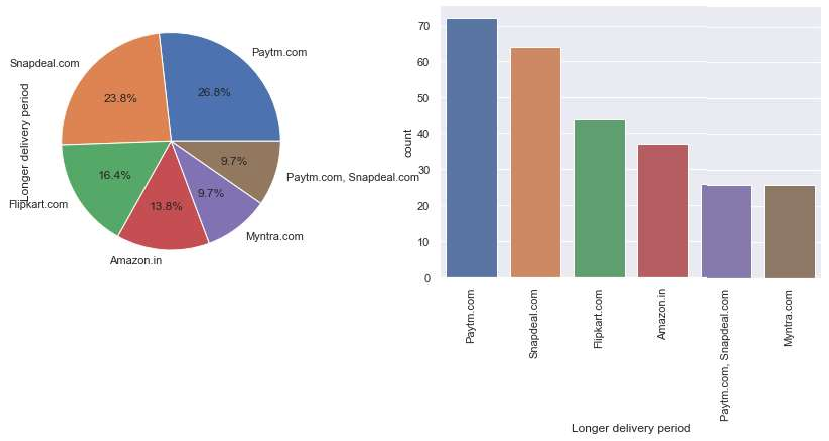 Paytm.com
Snapdeal.com
26.8%
23.8%
Longer delivery period
9.7%
16.4%
Paytm.com, Snapdeal.com
9.7%
Flipkart.com
13.8%
Myntra.com
Amazon.in
70
60
50
40
30
20
10
0
count
Paytm.com
Snapdeal.com
Flipkart.com
Amazon.in
Paytm.com, Snapdeal.com
Myntra.com
Longer delivery period